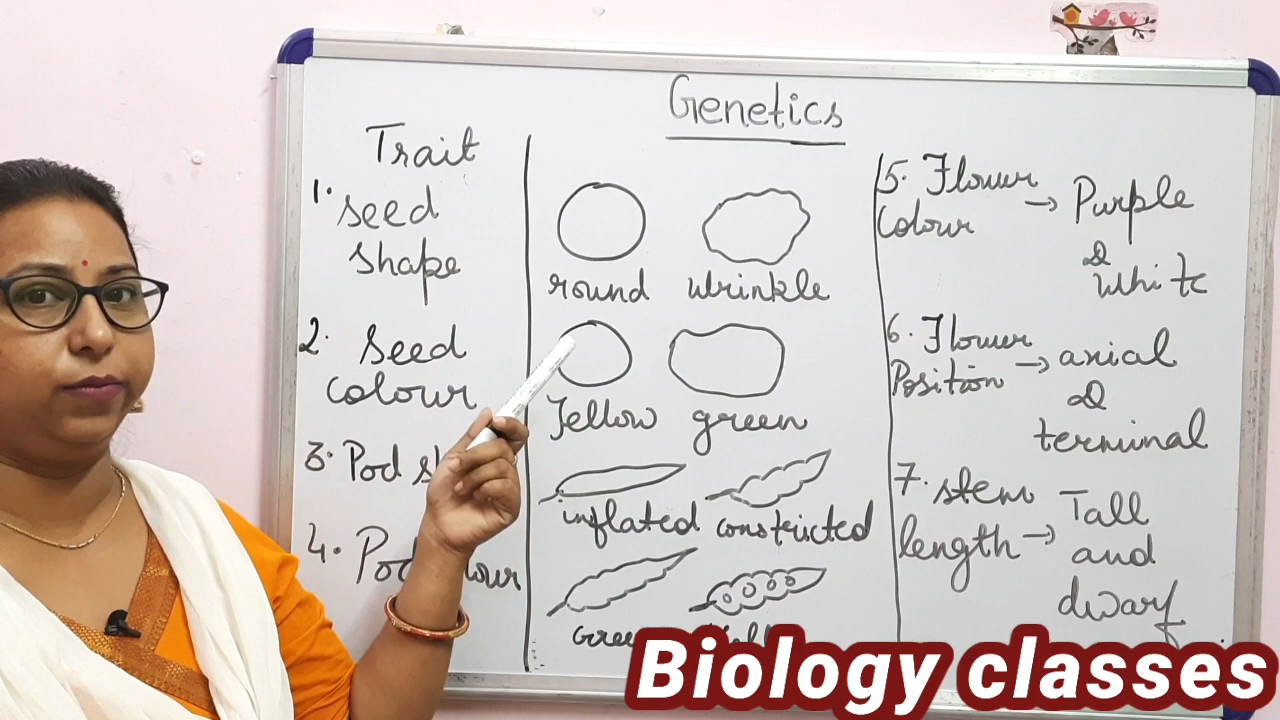 Genetics
Trait
1. seed
shape
round wrinkle
2. seed
colour
Yellow green
3. Pod
inflated constricted
4.
5. Flower
colour → Purple
&
white
6. Flower
Position → axial
&
terminal
7. stem
length → Tall
and
dwarf
Biology classes